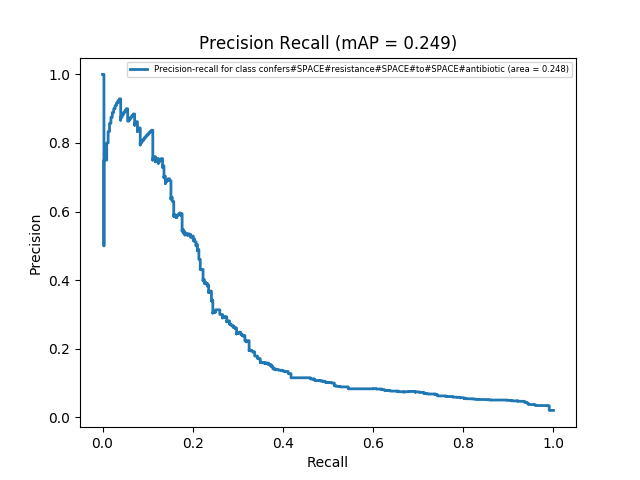 Precision Recall (mAP = 0.249)
Precision-recall for class confers#SPACE#resistance#SPACE#to#SPACE#antibiotic (area = 0.248)
1.0
0.8
0.6
0.4
0.2
0.0
Precision
0.0 0.2 0.4 0.6 0.8 1.0
Recall